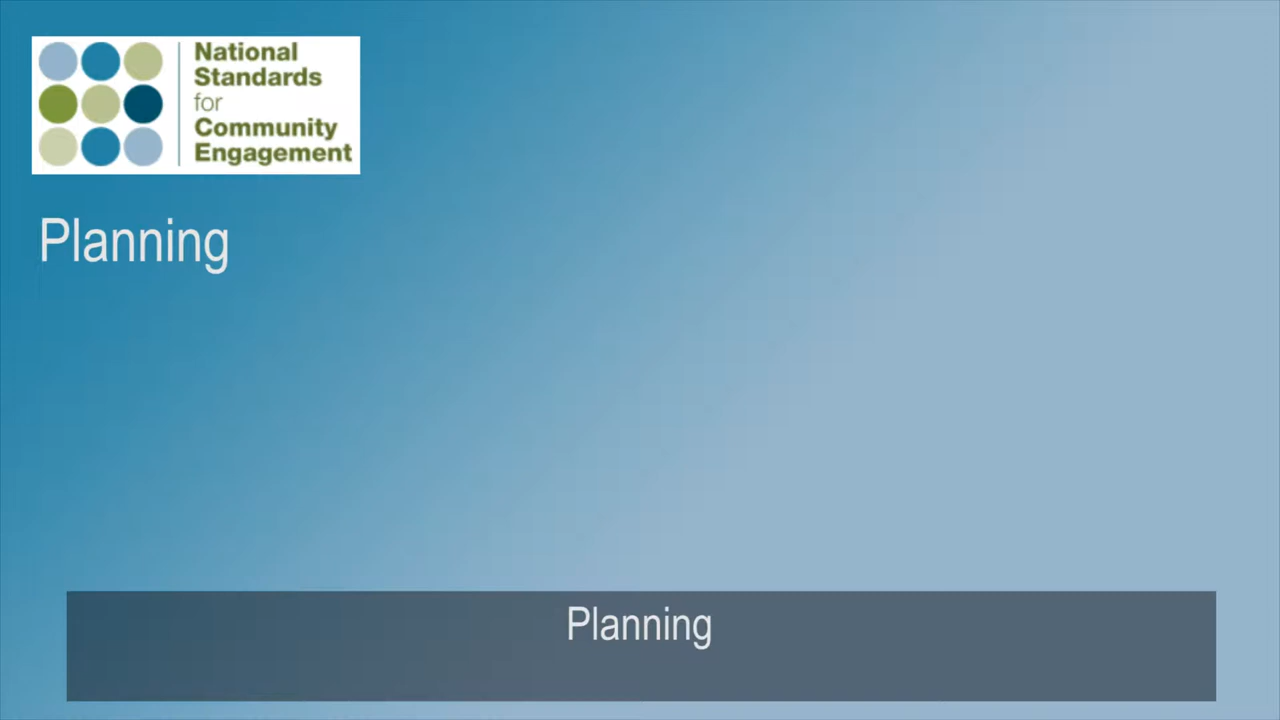 National
Standards
for
Community
Engagement
Planning
Planning